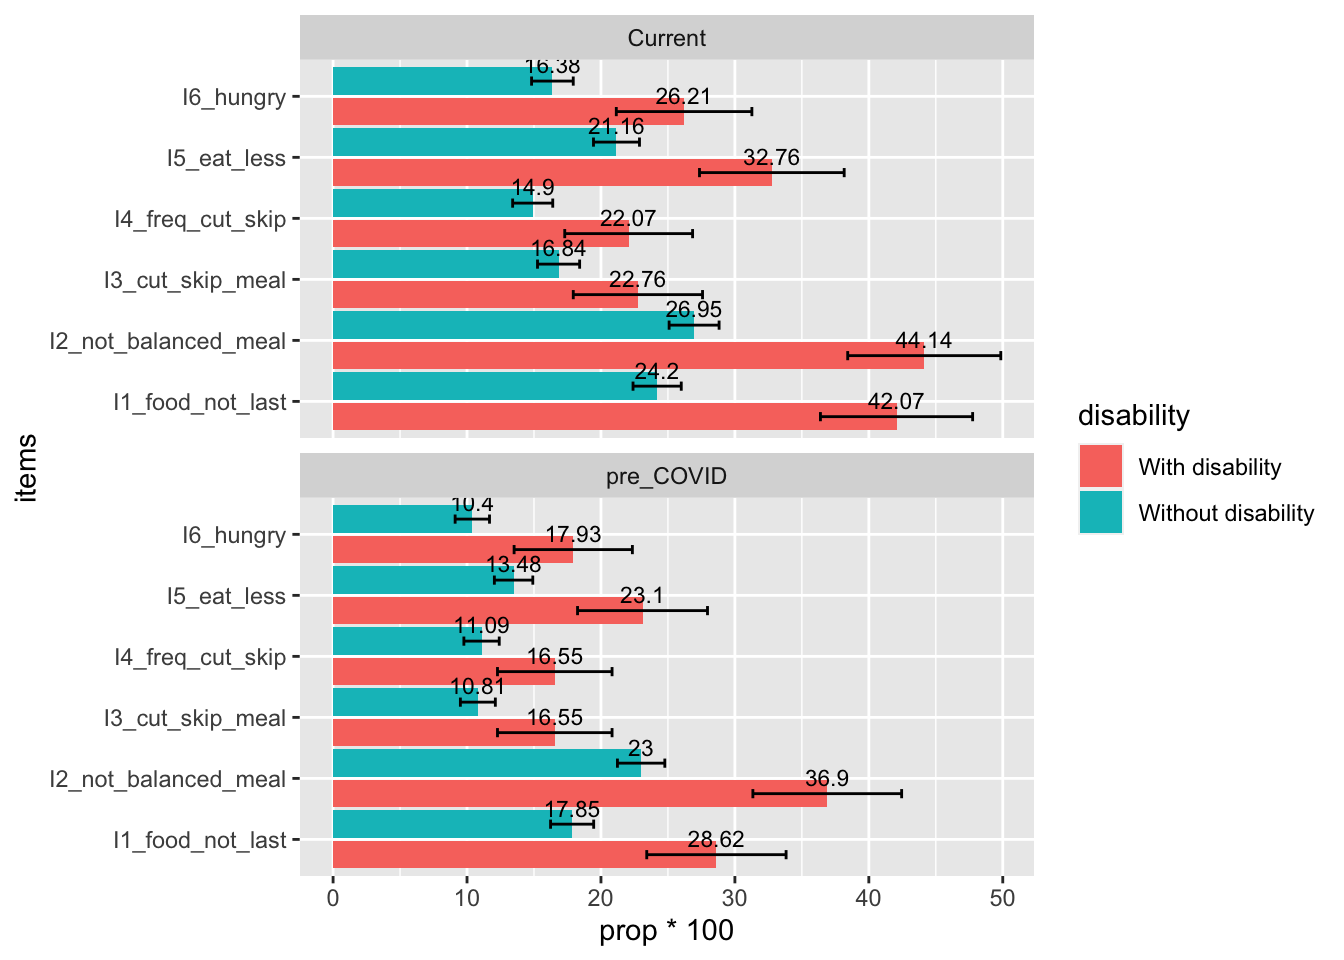 Current
I6_hungry
16.38
26.21
I5_eat_less
21.16
32.76
I4_freq_cut_skip
14.9
22.07
I3_cut_skip_meal
16.84
22.76
I2_not_balanced_meal
26.95
44.14
I1_food_not_last
24.2
42.07
items
pre_COVID
I6_hungry
10.4
17.93
I5_eat_less
13.48
23.1
I4_freq_cut_skip
11.09
16.55
I3_cut_skip_meal
10.81
16.55
I2_not_balanced_meal
23
36.9
I1_food_not_last
17.85
28.62
0 10 20 30 40 50
prop * 100
disability
With disability
Without disability